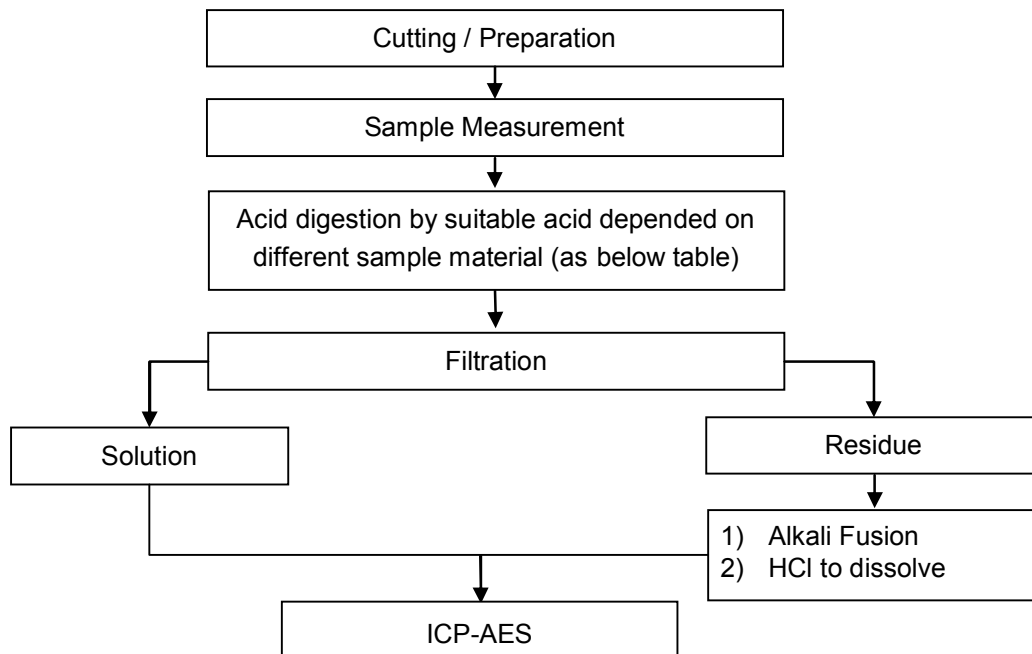 Cutting / Preparation
Sample Measurement
Acid digestion by suitable acid depended on
different sample material (as below table)
Filtration
Solution
Residue
1) Alkali Fusion
2) HCl to dissolve
ICP-AES